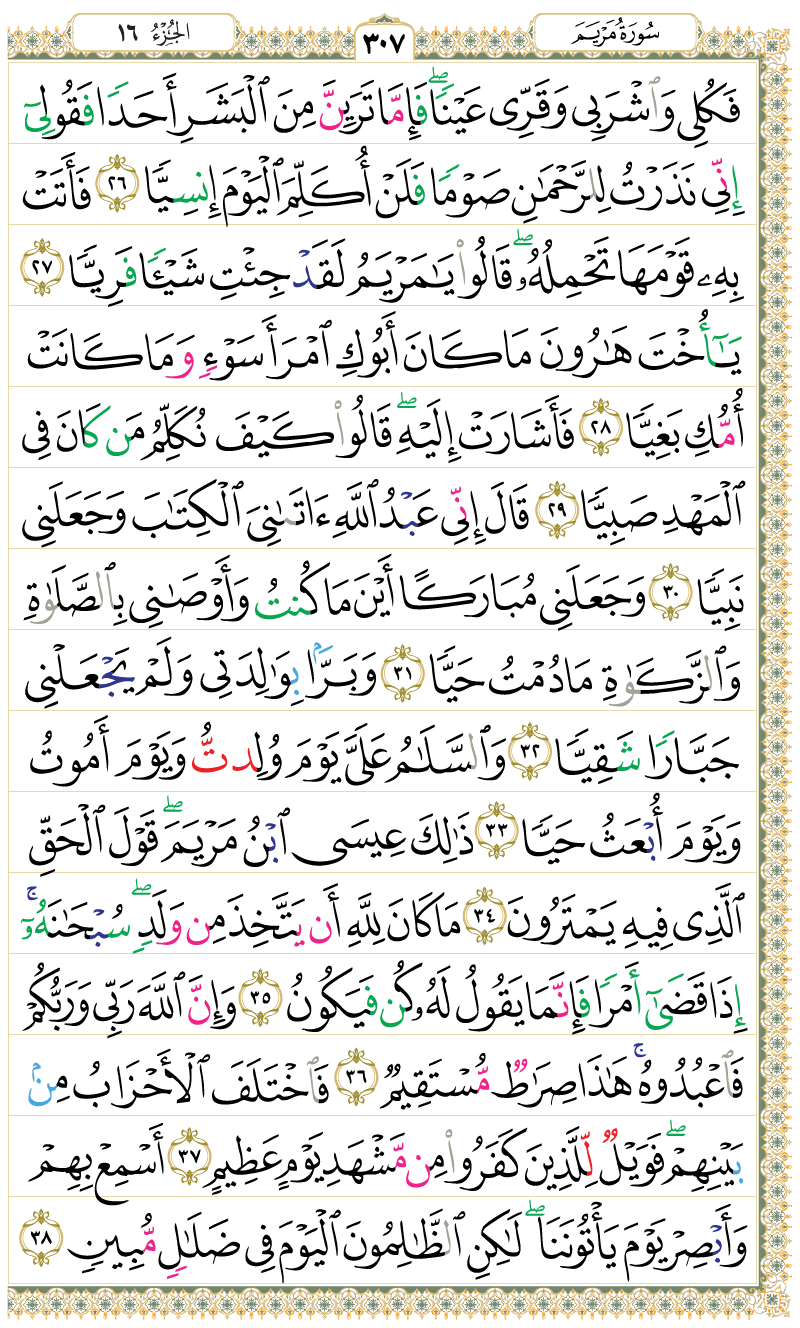 سُورَةُ مَرْيَمَ ٣٠٧ الجُزْءُ ١٦
فَكُلِى وَٱشْرَبِى وَقَرِّى عَيْنًاۖ فَإِمَّا تَرَيِنَّ مِنَ ٱلْبَشَرِ أَحَدًا فَقُولِىٓ
إِنِّى نَذَرْتُ لِلرَّحْمَٰنِ صَوْمًا فَلَنْ أُكَلِّمَ ٱلْيَوْمَ إِنسِيًّا ٢٦ فَأَتَتْ
بِهِۦ قَوْمَهَا تَحْمِلُهُۥۖ قَالُوا۟ يَٰمَرْيَمُ لَقَدْ جِئْتِ شَيْـًٔا فَرِيًّا ٢٧
يَٰٓأُخْتَ هَٰرُونَ مَا كَانَ أَبُوكِ ٱمْرَأَ سَوْءٍ وَمَا كَانَتْ
أُمُّكِ بَغِيًّا ٢٨ فَأَشَارَتْ إِلَيْهِۖ قَالُوا۟ كَيْفَ نُكَلِّمُ مَن كَانَ فِى
ٱلْمَهْدِ صَبِيًّا ٢٩ قَالَ إِنِّى عَبْدُ ٱللَّهِ ءَاتَىٰنِىَ ٱلْكِتَٰبَ وَجَعَلَنِى
نَبِيًّا ٣٠ وَجَعَلَنِى مُبَارَكًا أَيْنَ مَا كُنتُ وَأَوْصَٰنِى بِٱلصَّلَوٰةِ
وَٱلزَّكَوٰةِ مَا دُمْتُ حَيًّا ٣١ وَبَرًّۢا بِوَٰلِدَتِى وَلَمْ يَجْعَلْنِى
جَبَّارًا شَقِيًّا ٣٢ وَٱلسَّلَٰمُ عَلَىَّ يَوْمَ وُلِدتُّ وَيَوْمَ أَمُوتُ
وَيَوْمَ أُبْعَثُ حَيًّا ٣٣ ذَٰلِكَ عِيسَى ٱبْنُ مَرْيَمَۖ قَوْلَ ٱلْحَقِّ
ٱلَّذِى فِيهِ يَمْتَرُونَ ٣٤ مَا كَانَ لِلَّهِ أَن يَتَّخِذَ مِن وَلَدٍۖ سُبْحَٰنَهُۥٓۚ
إِذَا قَضَىٰٓ أَمْرًا فَإِنَّمَا يَقُولُ لَهُۥ كُن فَيَكُونُ ٣٥ وَإِنَّ ٱللَّهَ رَبِّى وَرَبُّكُمْ
فَٱعْبُدُوهُۚ هَٰذَا صِرَٰطٌ مُّسْتَقِيمٌ ٣٦ فَٱخْتَلَفَ ٱلْأَحْزَابُ مِنۢ
بَيْنِهِمْۖ فَوَيْلٌ لِّلَّذِينَ كَفَرُوا۟ مِن مَّشْهَدِ يَوْمٍ عَظِيمٍ ٣٧ أَسْمِعْ بِهِمْ
وَأَبْصِرْ يَوْمَ يَأْتُونَنَاۖ لَٰكِنِ ٱلظَّٰلِمُونَ ٱلْيَوْمَ فِى ضَلَٰلٍ مُّبِينٍ ٣٨